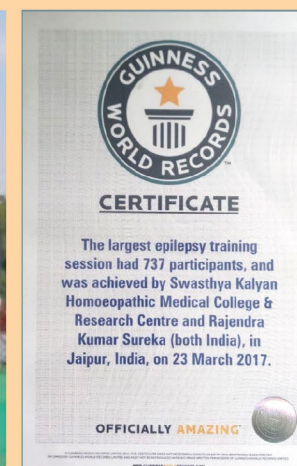 GUINNESS
WORLD RECORDS
CERTIFICATE
The largest epilepsy training
session had 737 participants, and
was achieved by Swasthya Kalyan
Homoeopathic Medical College &
Research Centre and Rajendra
Kumar Sureka (both India), in
Jaipur, India, on 23 March 2017.
OFFICIALLY AMAZING